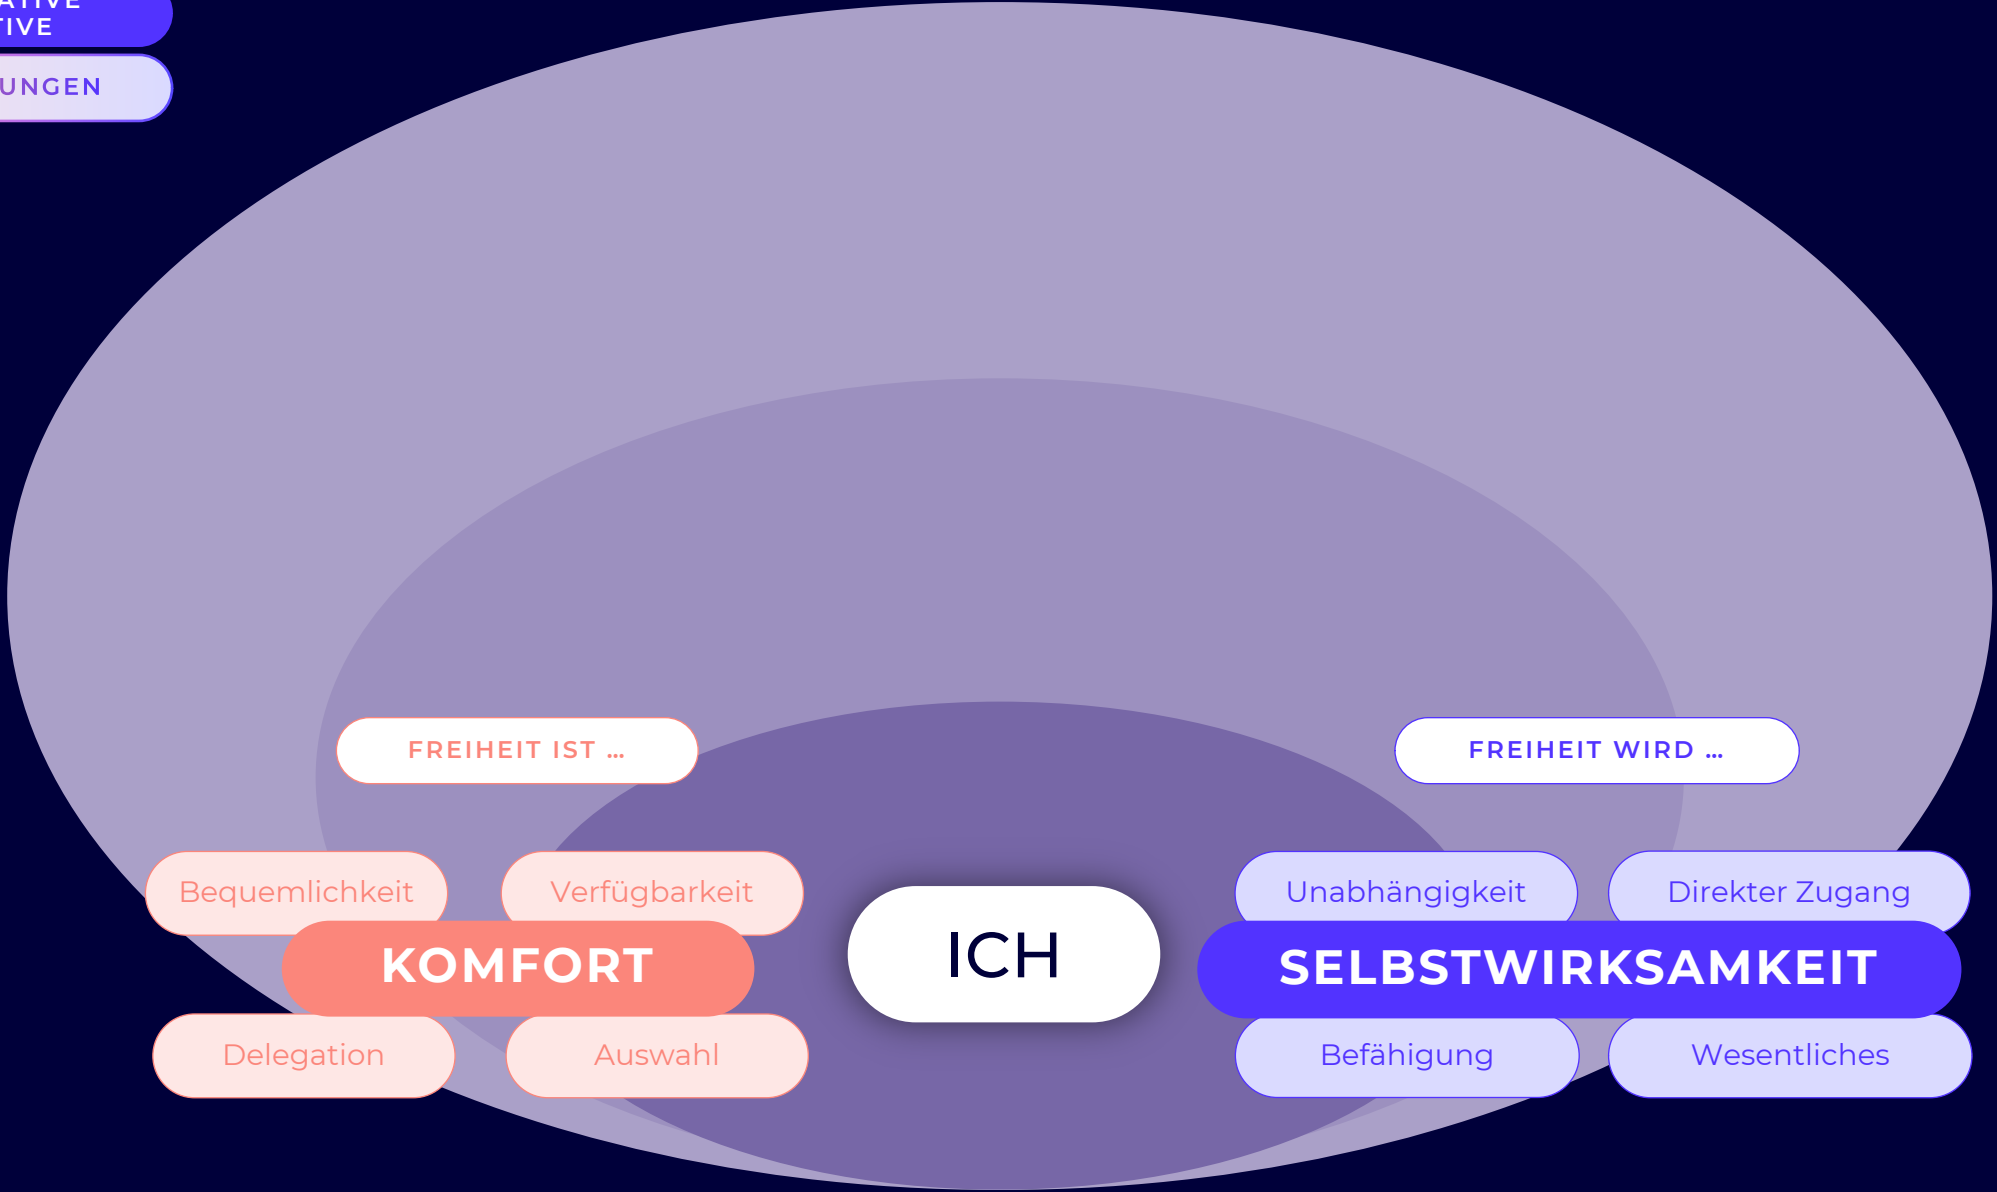 TIVE
UNGEN
FREIHEIT IST ...
FREIHEIT WIRD ...
Bequemlichkeit
Verfügbarkeit
Unabhängigkeit
Direkter Zugang
KOMFORT
ICH
SELBSTWIRKSAMKEIT
Delegation
Auswahl
Befähigung
Wesentliches